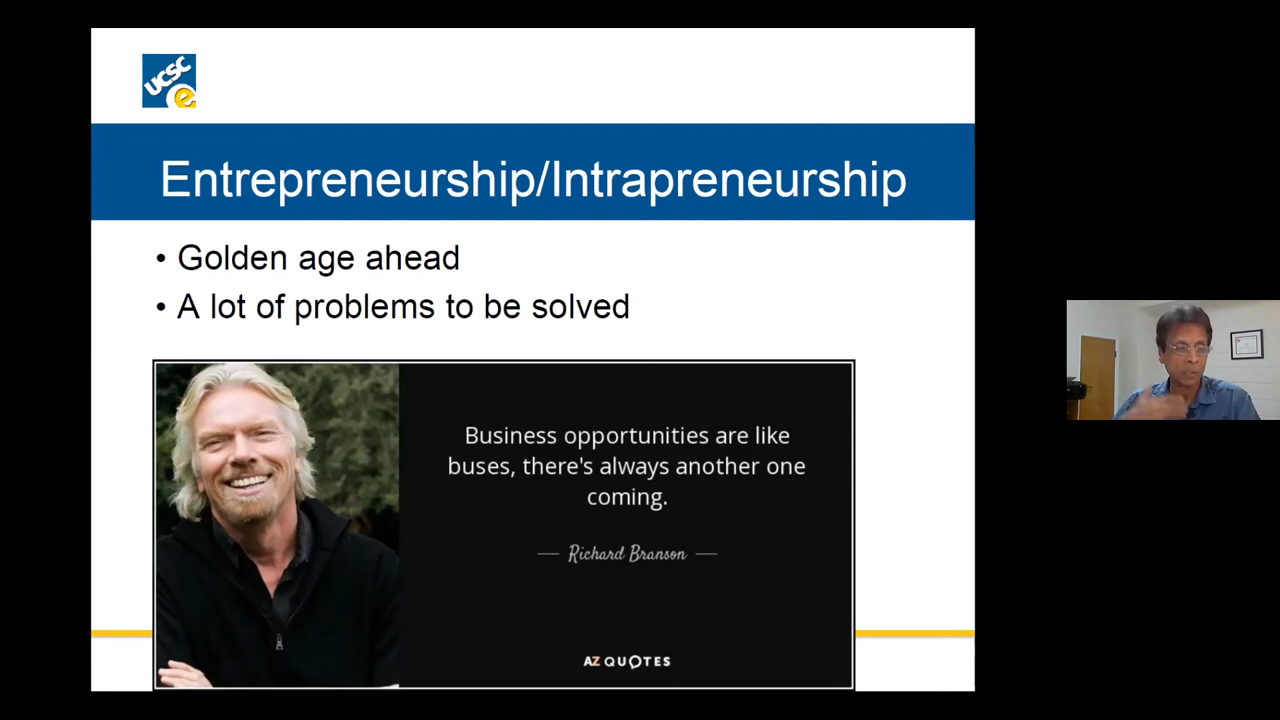 UCSC
e
Entrepreneurship/Intrapreneurship
• Golden age ahead
• A lot of problems to be solved
Business opportunities are like
buses, there's always another one
coming.
Richard Branson
AZ QUOTES